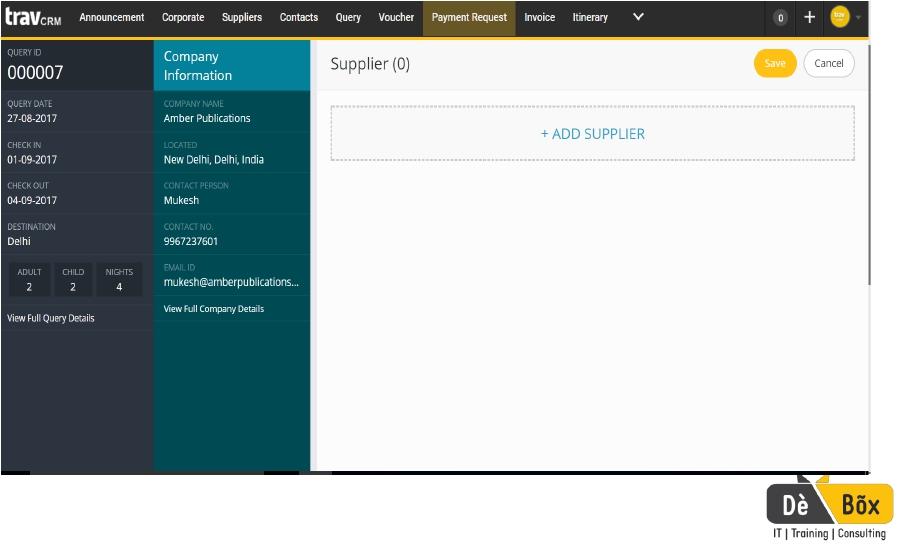 travCRM Announcement Corporate Suppliers Contacts Query Voucher Payment Request Invoice Itinerary 0 + trav
QUERY ID
000007
QUERY DATE
27-08-2017
CHECK IN
01-09-2017
CHECK OUT
04-09-2017
DESTINATION
Delhi
ADULT CHILD NIGHTS
2 2 4
View Full Query Details
Company
Information
COMPANY NAME
Amber Publications
LOCATED
New Delhi, Delhi, India
CONTACT PERSON
Mukesh
CONTACT NO.
9967237601
EMAIL ID
mukesh@amberpublications...
View Full Company Details
Supplier (0) Save Cancel
+ ADD SUPPLIER
Dè Bõx
IT | Training | Consulting